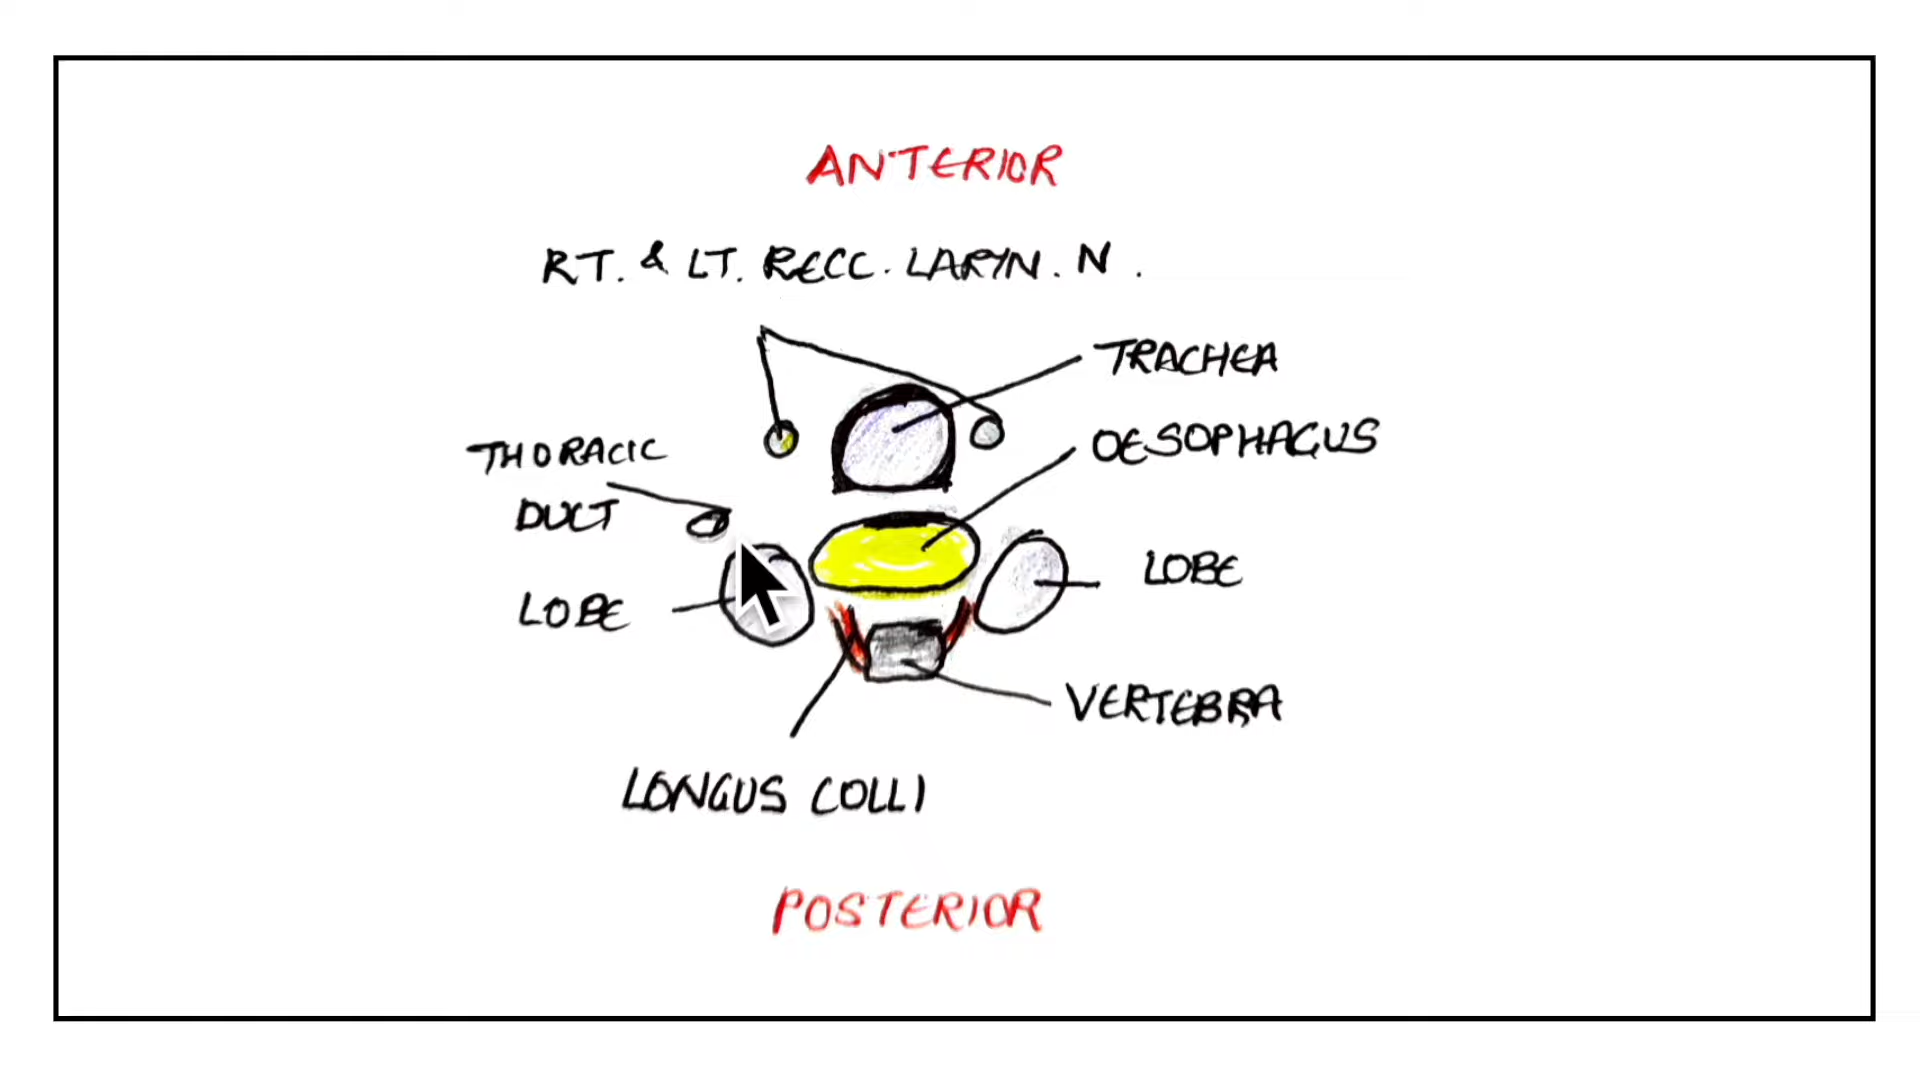 ANTERIOR
RT. & LT. RECC. LARYN. N.
TRACHEA
THORACIC
DUCT
OESOPHAGUS
LOBE
LOBE
VERTEBRA
LONGUS COLLI
POSTERIOR